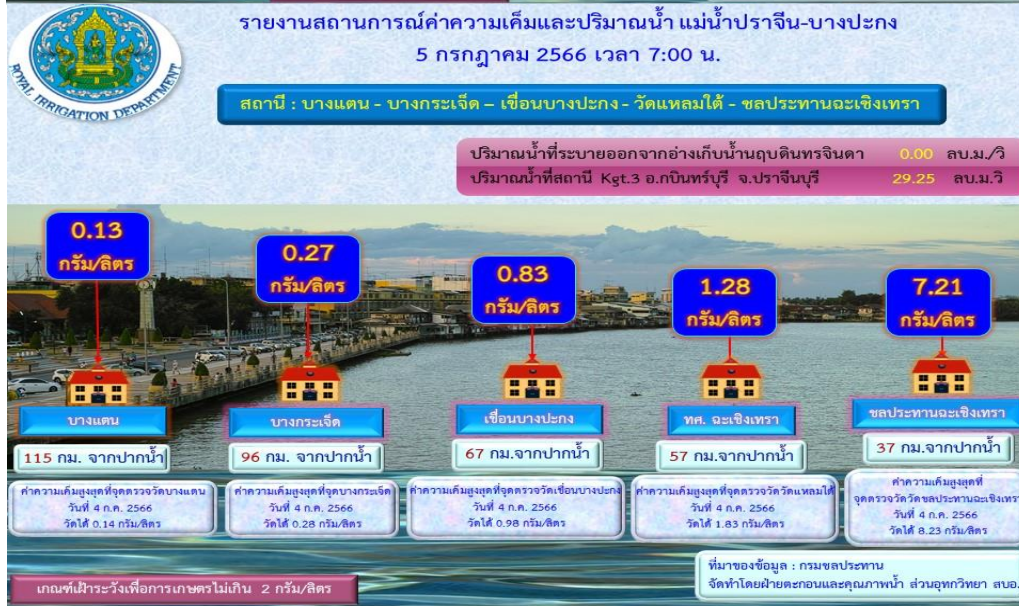 รายงานสถานการณ์ค่าความเค็มและปริมาณน้ำ แม่น้ำปราจีน-บางปะกง
5 กรกฎาคม 2566 เวลา 7:00 น.
ROYAL IRRIGATION DEPARTMENT
สถานี : บางแตน - บางกระเจ็ด – เขื่อนบางปะกง - วัดแหลมใต้ - ชลประทานฉะเชิงเทรา
ปริมาณน้ำที่ระบายออกจากอ่างเก็บน้ำนฤบดินทรจินดา 0.00 ลบ.ม./วิ
ปริมาณน้ำที่สถานี Kgt.3 อ.กบินทร์บุรี จ.ปราจีนบุรี 29.25 ลบ.ม.วิ
0.13
กรัม/ลิตร
0.27
กรัม/ลิตร
0.83
กรัม/ลิตร
1.28
กรัม/ลิตร
7.21
กรัม/ลิตร
บางแตน
บางกระเจ็ด
เขื่อนบางปะกง
ทศ. ฉะเชิงเทรา
ชลประทานฉะเชิงเทรา
115 กม. จากปากน้ำ
96 กม. จากปากน้ำ
67 กม.จากปากน้ำ
57 กม.จากปากน้ำ
37 กม.จากปากน้ำ
ค่าความเค็มสูงสุดที่จุดตรวจวัดบางแตน
วันที่ 4 ก.ค. 2566
วัดได้ 0.14 กรัม/ลิตร
ค่าความเค็มสูงสุดที่จุดบางกระเจ็ด
วันที่ 4 ก.ค. 2566
วัดได้ 0.28 กรัม/ลิตร
ค่าความเค็มสูงสุดที่จุดตรวจวัดเขื่อนบางปะกง
วันที่ 4 ก.ค. 2566
วัดได้ 0.98 กรัม/ลิตร
ค่าความเค็มสูงสุดที่จุดตรวจวัดวัดแหลมใต้
วันที่ 4 ก.ค. 2566
วัดได้ 1.83 กรัม/ลิตร
ค่าความเค็มสูงสุดที่
จุดตรวจวัดวัดชลประทานฉะเชิงเทรา
วันที่ 4 ก.ค. 2566
วัดได้ 8.23 กรัม/ลิตร
เกณฑ์เฝ้าระวังเพื่อการเกษตรไม่เกิน 2 กรัม/ลิตร
ที่มาของข้อมูล : กรมชลประทาน
จัดทำโดยฝ่ายตะกอนและคุณภาพน้ำ ส่วนอุทกวิทยา สบอ.